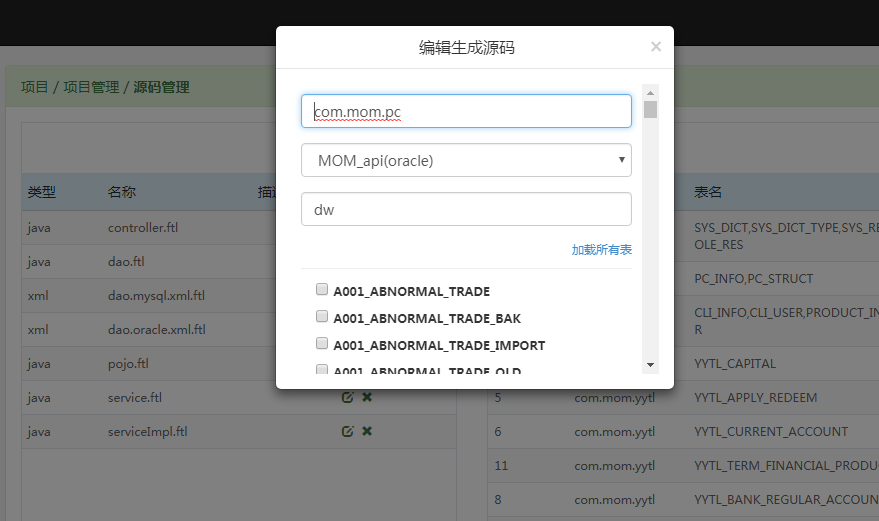 编辑生成源码 ×
项目 / 项目管理 / 源码管理
com.mom.pc
MOM_api(oracle)
dw
加载所有表
A001_ABNORMAL_TRADE
A001_ABNORMAL_TRADE_BAK
A001_ABNORMAL_TRADE_IMPORT
A001_ABNORMAL_TRADE_OLD
类型 名称
java controller.ftl
java dao.ftl
xml dao.mysql.xml.ftl
xml dao.oracle.xml.ftl
java pojo.ftl
java service.ftl
java serviceImpl.ftl
表名
SYS_DICT,SYS_DICT_TYPE,SYS_RE
OLE_RES
PC_INFO,PC_STRUCT
CLI_INFO,CLI_USER,PRODUCT_IN
R
YYTL_CAPITAL
5 com.mom.yytl YYTL_APPLY_REDEEM
6 com.mom.yytl YYTL_CURRENT_ACCOUNT
11 com.mom.yytl YYTL_TERM_FINANCIAL_PRODU
8 com.mom.yytl YYTL_BANK_REGULAR_ACCOUN